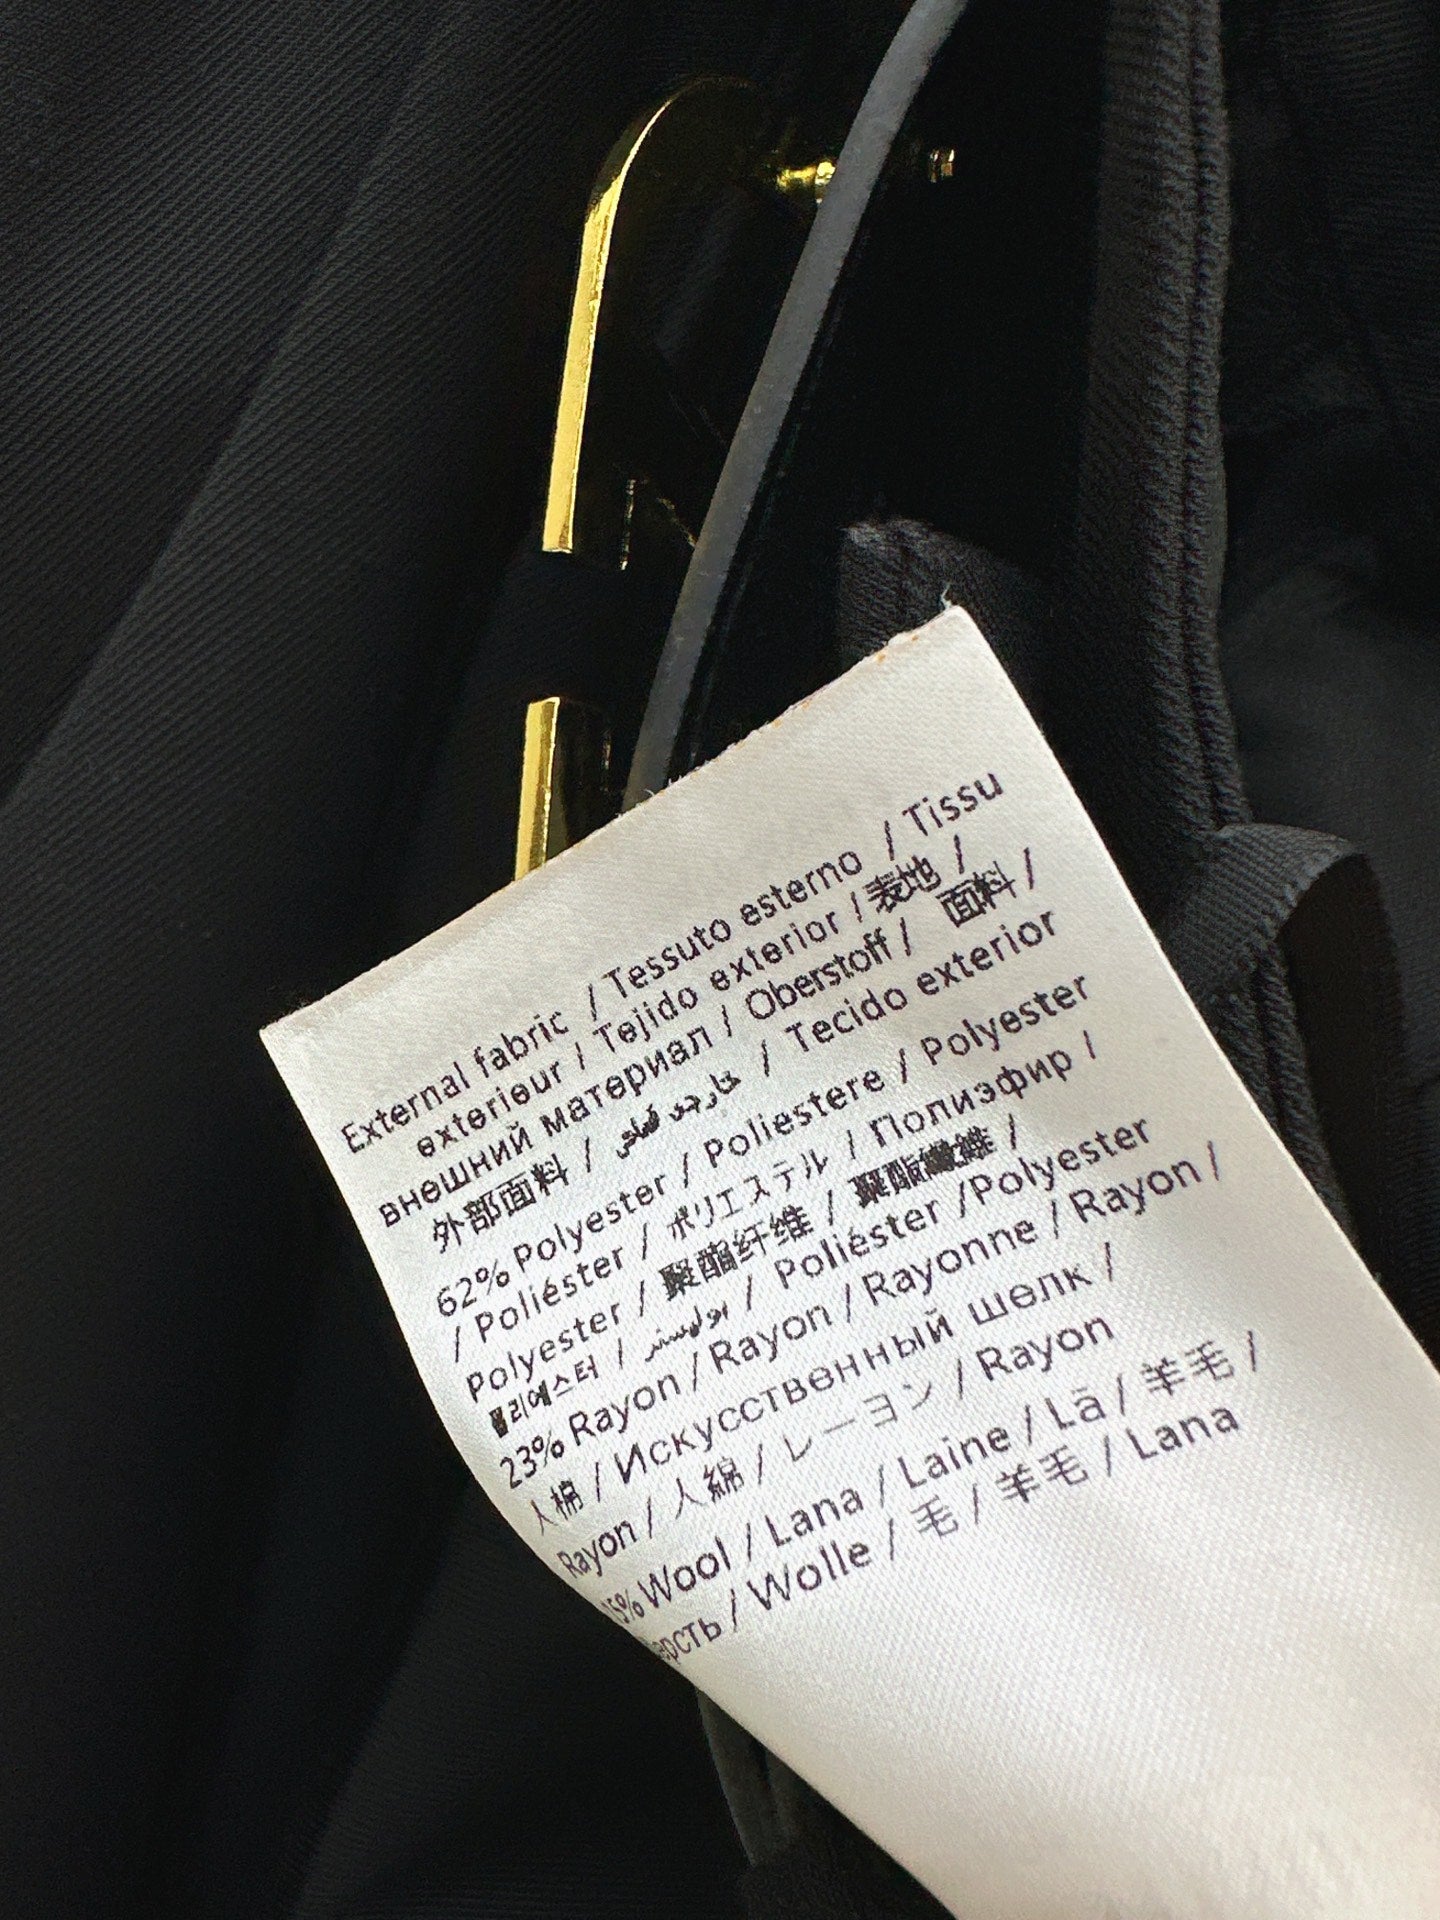 External fabric / Tessuto esterno / Tissu
exterieur / Tejido exterior / 表地 /
внешний материал / Oberstoff / 面料 /
外部面料 / خارجی قماش / Tecido exterior
62% Polyester / Poliestere / Polyester
/ Poliéster / ポリエステル / Полиэфир /
Polyester / 聚酯纤维 / 聚酯纖維 /
폴리에스터 / بوليستر / Poliéster /Polyester
23% Rayon / Rayon / Rayonne / Rayon /
人棉 / Искусственный шелк /
Rayon / 人綿 / レーヨン / Rayon
15% Wool / Lana / Laine / Lã / 羊毛 /
ерсть / Wolle / 毛 / 羊毛 / Lana